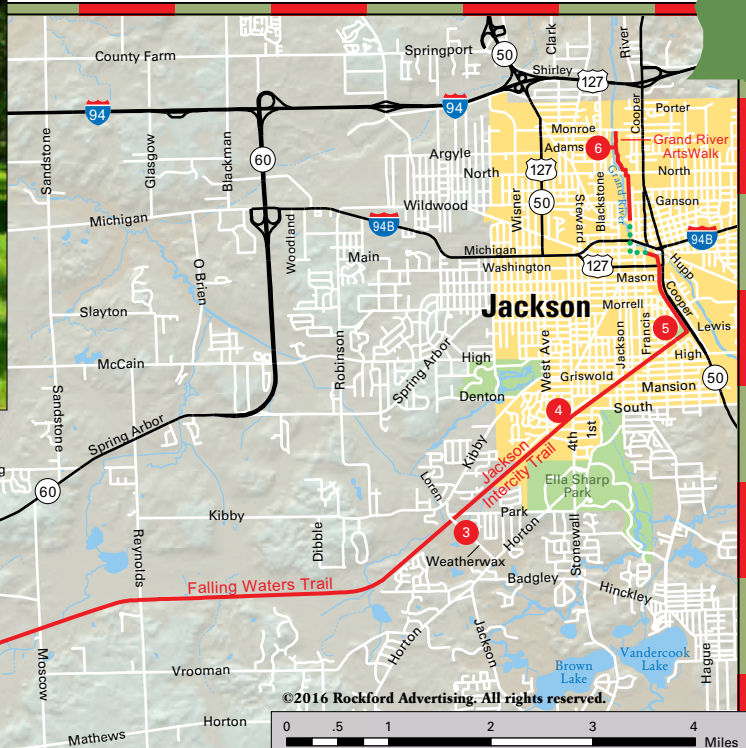 Clark
River
County Farm
Springport
50
Shirley
127
94
94
Cooper
Porter
Sandstone
Glasgow
Blackman
60
Argyle
North
Monroe
Adams
6
Grand River
ArtsWalk
North
127
50
Wisner
Steward
Blackstone
Grand River
Ganson
Wildwood
Michigan
Woodland
94B
94B
Main
Michigan
Washington
127
Mason
Hupp
O Brien
Jackson
Morrell
Cooper
Slayton
Robinson
Spring Arbor
High
West Ave
Jackson
Francis
5
Lewis
High
McCain
Griswold
Mansion
50
Denton
Sandstone
Spring Arbor
4
South
4th
1st
Kibby
Jackson
Intercity Trail
Ella Sharp
Park
60
g
Loren
Kibby
Dibble
Reynolds
3
Park
Horton
Stonewall
Weatherwax
Badgley
Hinckley
Falling Waters Trail
Moscow
Vrooman
Horton
Jackson
Brown
Lake
Vandercook
Lake
Hague
©2016 Rockford Advertising. All rights reserved.
Mathews
Horton
0 .5 1 2 3 4
Miles